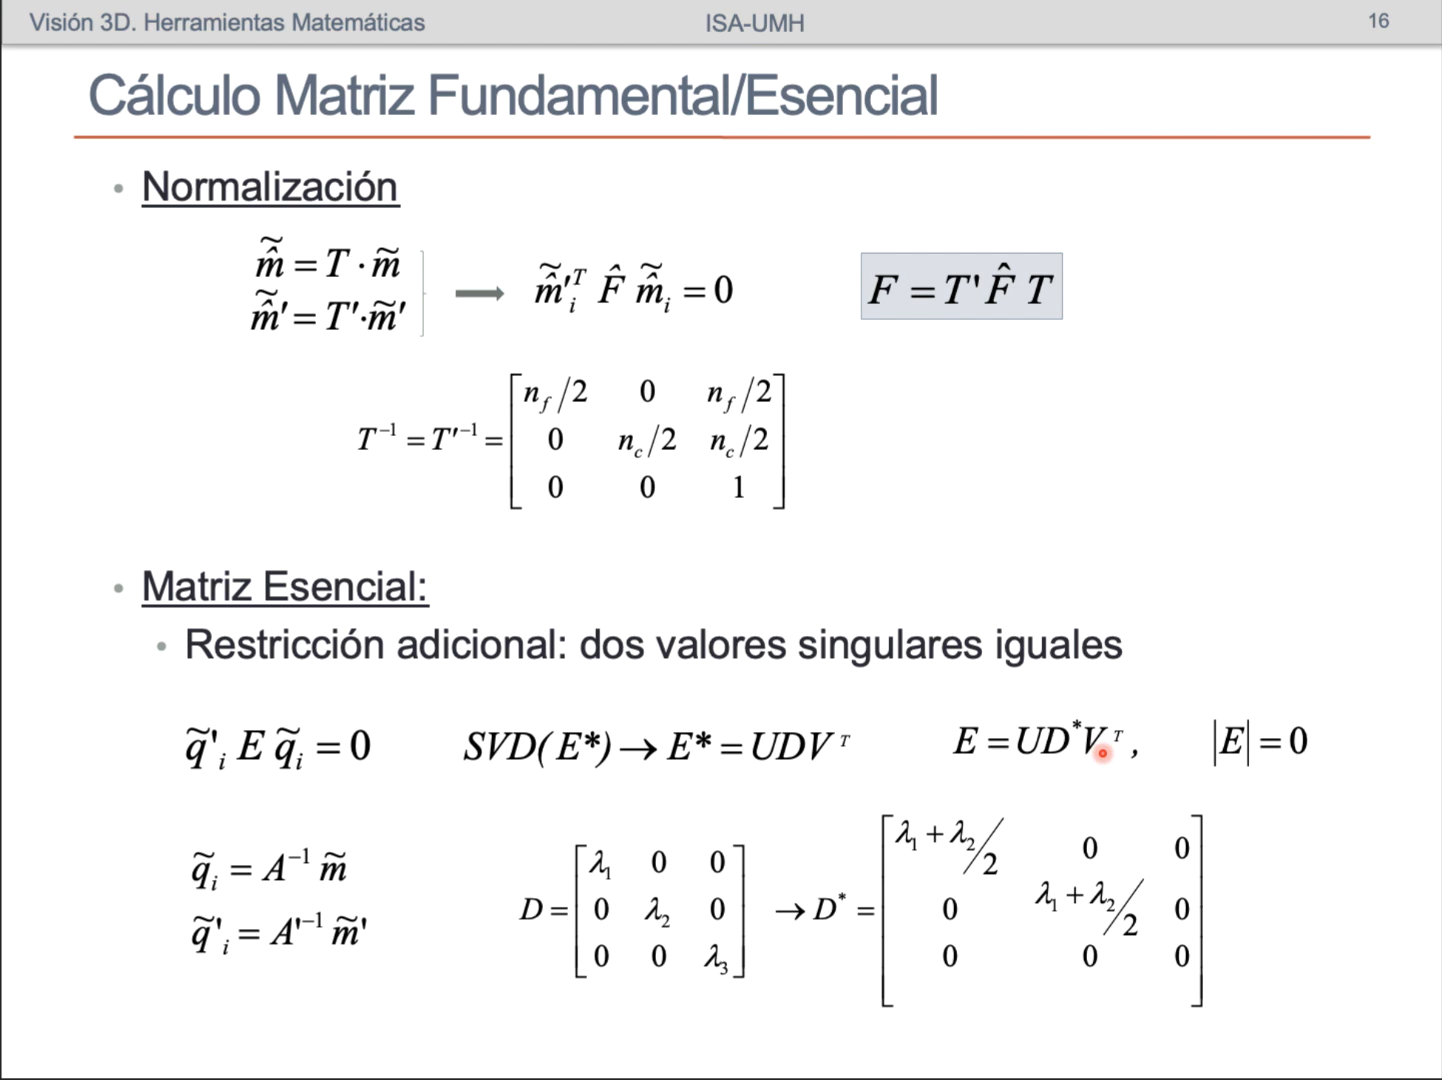 Visión 3D. Herramientas Matemáticas ISA-UMH 16
Cálculo Matriz Fundamental/Esencial
• Normalización
m̂̃ = T · m̃
m̂̃' = T'·m̃'
→ m̂̃'ᵢᵀ F̂ m̂̃ᵢ = 0
F = T' F̂ T
T⁻¹ = T'⁻¹ = [ n_f/2 0 n_f/2
0 n_c/2 n_c/2
0 0 1 ]
• Matriz Esencial:
• Restricción adicional: dos valores singulares iguales
q̃'ᵢ E q̃ᵢ = 0 SVD(E*) → E* = UDVᵀ E = UD*Vᵀ, |E| = 0
q̃ᵢ = A⁻¹ m̃
q̃'ᵢ = A'⁻¹ m̃'
D = [ λ₁ 0 0
0 λ₂ 0
0 0 λ₃ ]
→ D* = [ λ₁ + λ₂/2 0 0
0 λ₁ + λ₂/2 0
0 0 0 ]